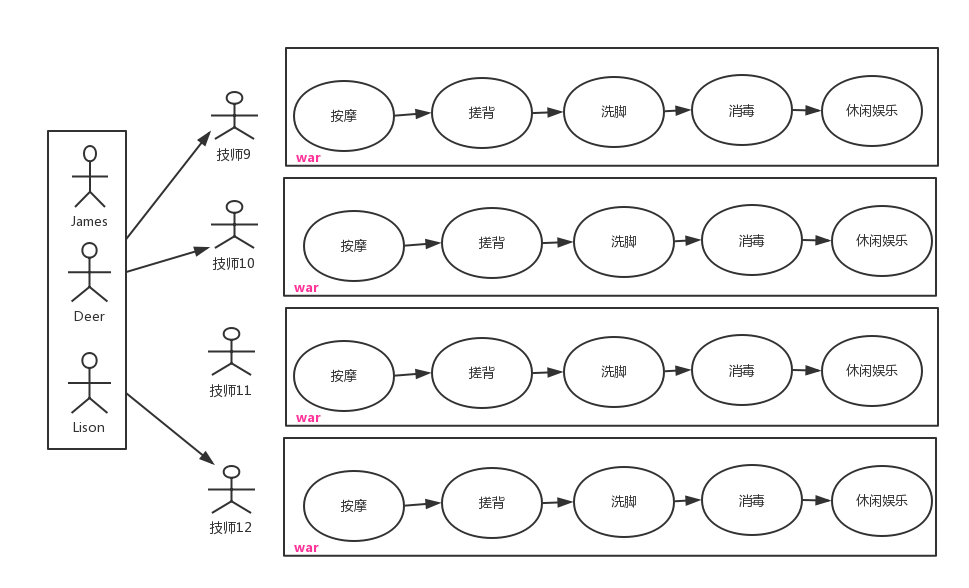 James
Deer
Lison
技师9
按摩
搓背
洗脚
消毒
休闲娱乐
war
技师10
按摩
搓背
洗脚
消毒
休闲娱乐
war
技师11
按摩
搓背
洗脚
消毒
休闲娱乐
war
技师12
按摩
搓背
洗脚
消毒
休闲娱乐
war